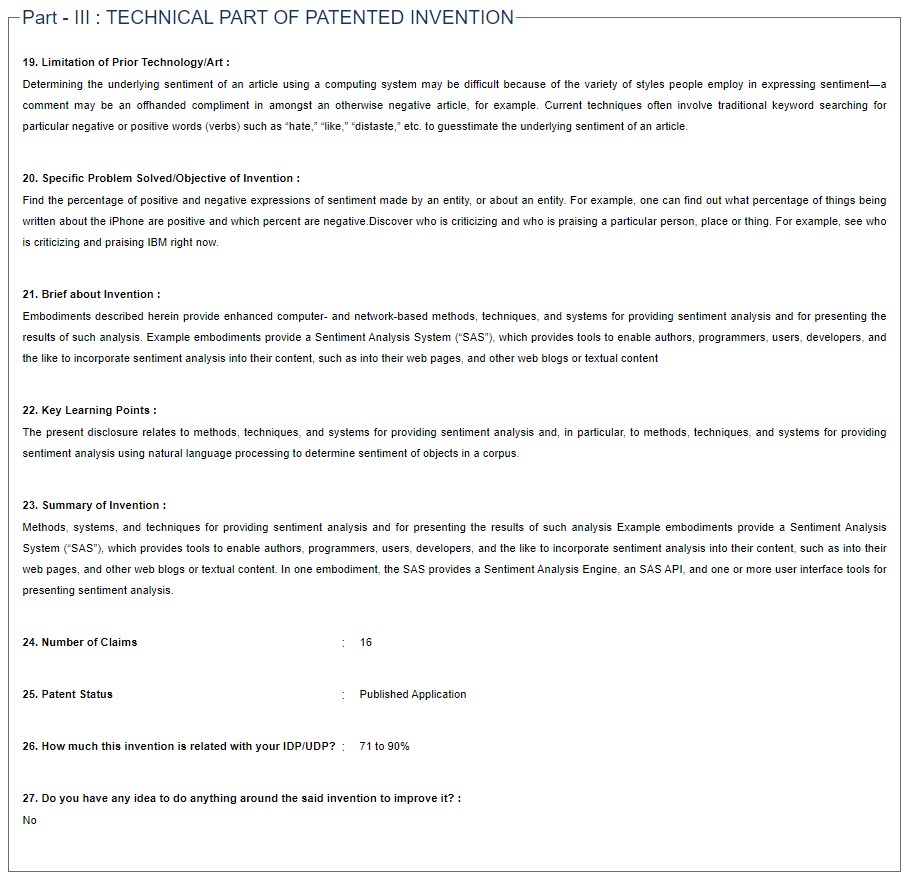 Part - III : TECHNICAL PART OF PATENTED INVENTION
19. Limitation of Prior Technology/Art :
Determining the underlying sentiment of an article using a computing system may be difficult because of the variety of styles people employ in expressing sentiment—a
comment may be an offhanded compliment in amongst an otherwise negative article, for example. Current techniques often involve traditional keyword searching for
particular negative or positive words (verbs) such as “hate,” “like,” “distaste,” etc. to guesstimate the underlying sentiment of an article.
20. Specific Problem Solved/Objective of Invention :
Find the percentage of positive and negative expressions of sentiment made by an entity, or about an entity. For example, one can find out what percentage of things being
written about the iPhone are positive and which percent are negative.Discover who is criticizing and who is praising a particular person, place or thing. For example, see who
is criticizing and praising IBM right now.
21. Brief about Invention :
Embodiments described herein provide enhanced computer- and network-based methods, techniques, and systems for providing sentiment analysis and for presenting the
results of such analysis. Example embodiments provide a Sentiment Analysis System (“SAS”), which provides tools to enable authors, programmers, users, developers, and
the like to incorporate sentiment analysis into their content, such as into their web pages, and other web blogs or textual content
22. Key Learning Points :
The present disclosure relates to methods, techniques, and systems for providing sentiment analysis and, in particular, to methods, techniques, and systems for providing
sentiment analysis using natural language processing to determine sentiment of objects in a corpus.
23. Summary of Invention :
Methods, systems, and techniques for providing sentiment analysis and for presenting the results of such analysis Example embodiments provide a Sentiment Analysis
System (“SAS”), which provides tools to enable authors, programmers, users, developers, and the like to incorporate sentiment analysis into their content, such as into their
web pages, and other web blogs or textual content. In one embodiment, the SAS provides a Sentiment Analysis Engine, an SAS API, and one or more user interface tools for
presenting sentiment analysis.
24. Number of Claims : 16
25. Patent Status : Published Application
26. How much this invention is related with your IDP/UDP? : 71 to 90%
27. Do you have any idea to do anything around the said invention to improve it? :
No